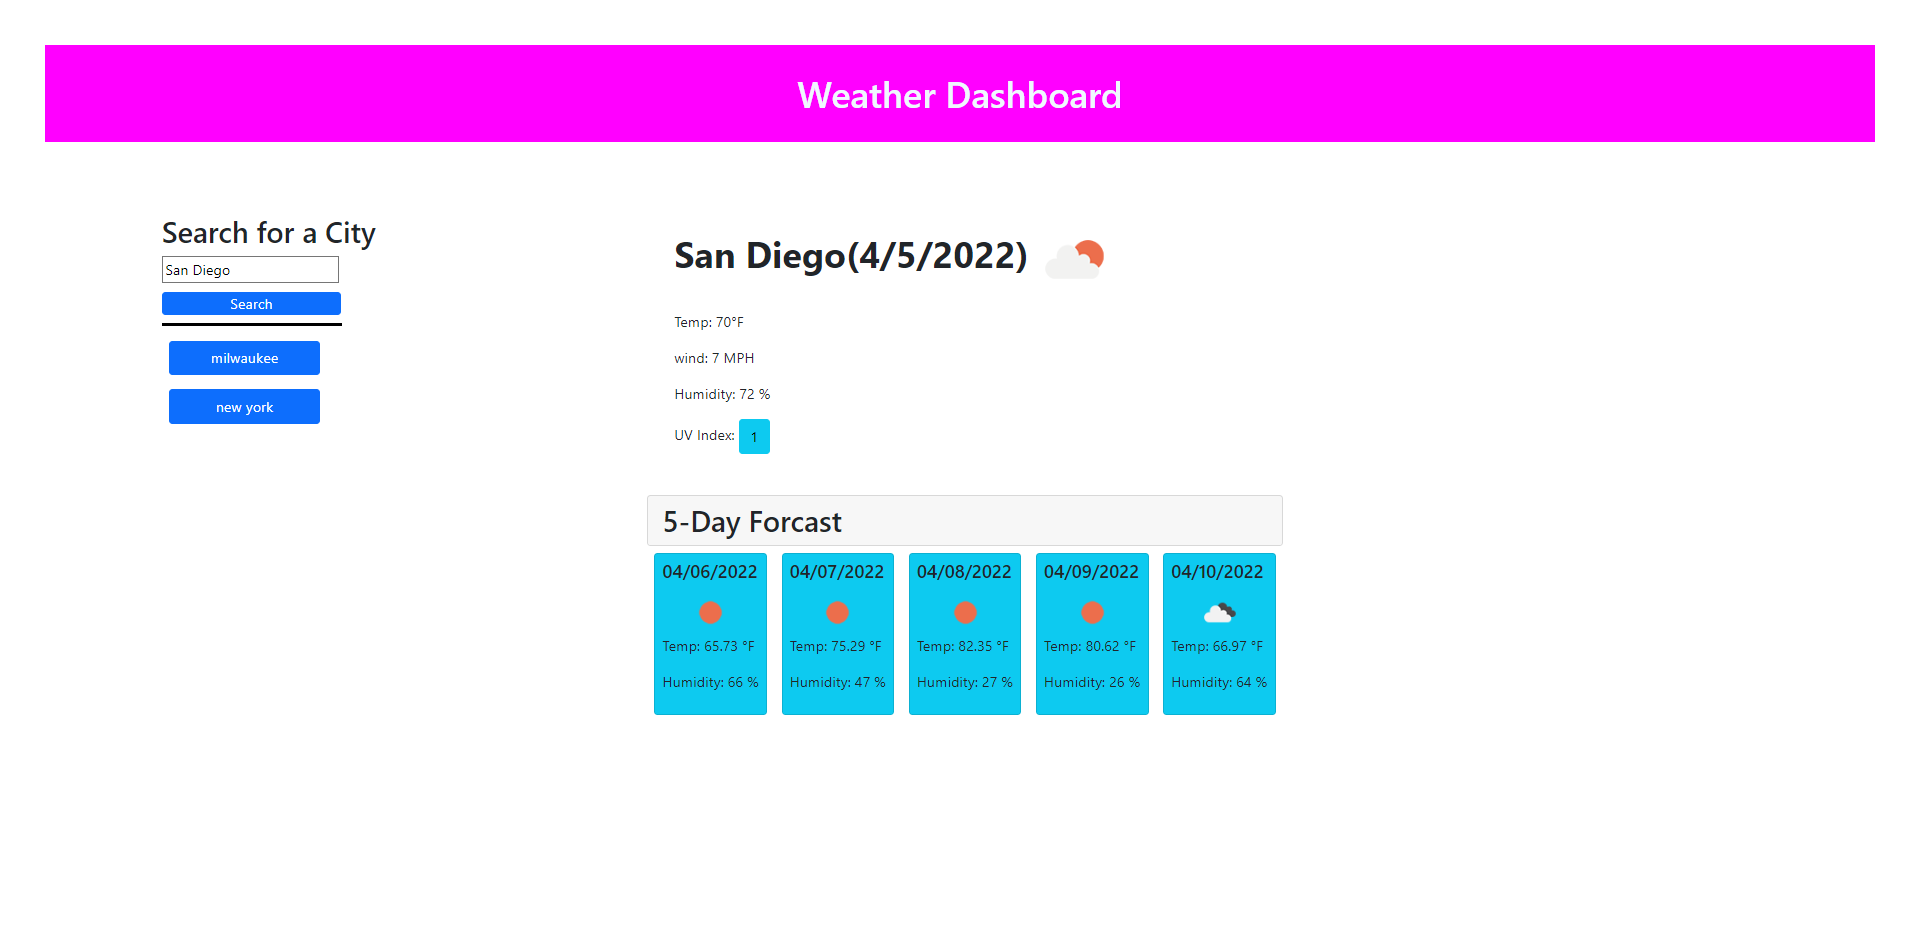 Weather Dashboard
Search for a City
San Diego
Search
milwaukee
new york
San Diego(4/5/2022)
Temp: 70°F
wind: 7 MPH
Humidity: 72 %
UV Index: 1
5-Day Forcast
04/06/2022
Temp: 65.73 °F
Humidity: 66 %
04/07/2022
Temp: 75.29 °F
Humidity: 47 %
04/08/2022
Temp: 82.35 °F
Humidity: 27 %
04/09/2022
Temp: 80.62 °F
Humidity: 26 %
04/10/2022
Temp: 66.97 °F
Humidity: 64 %